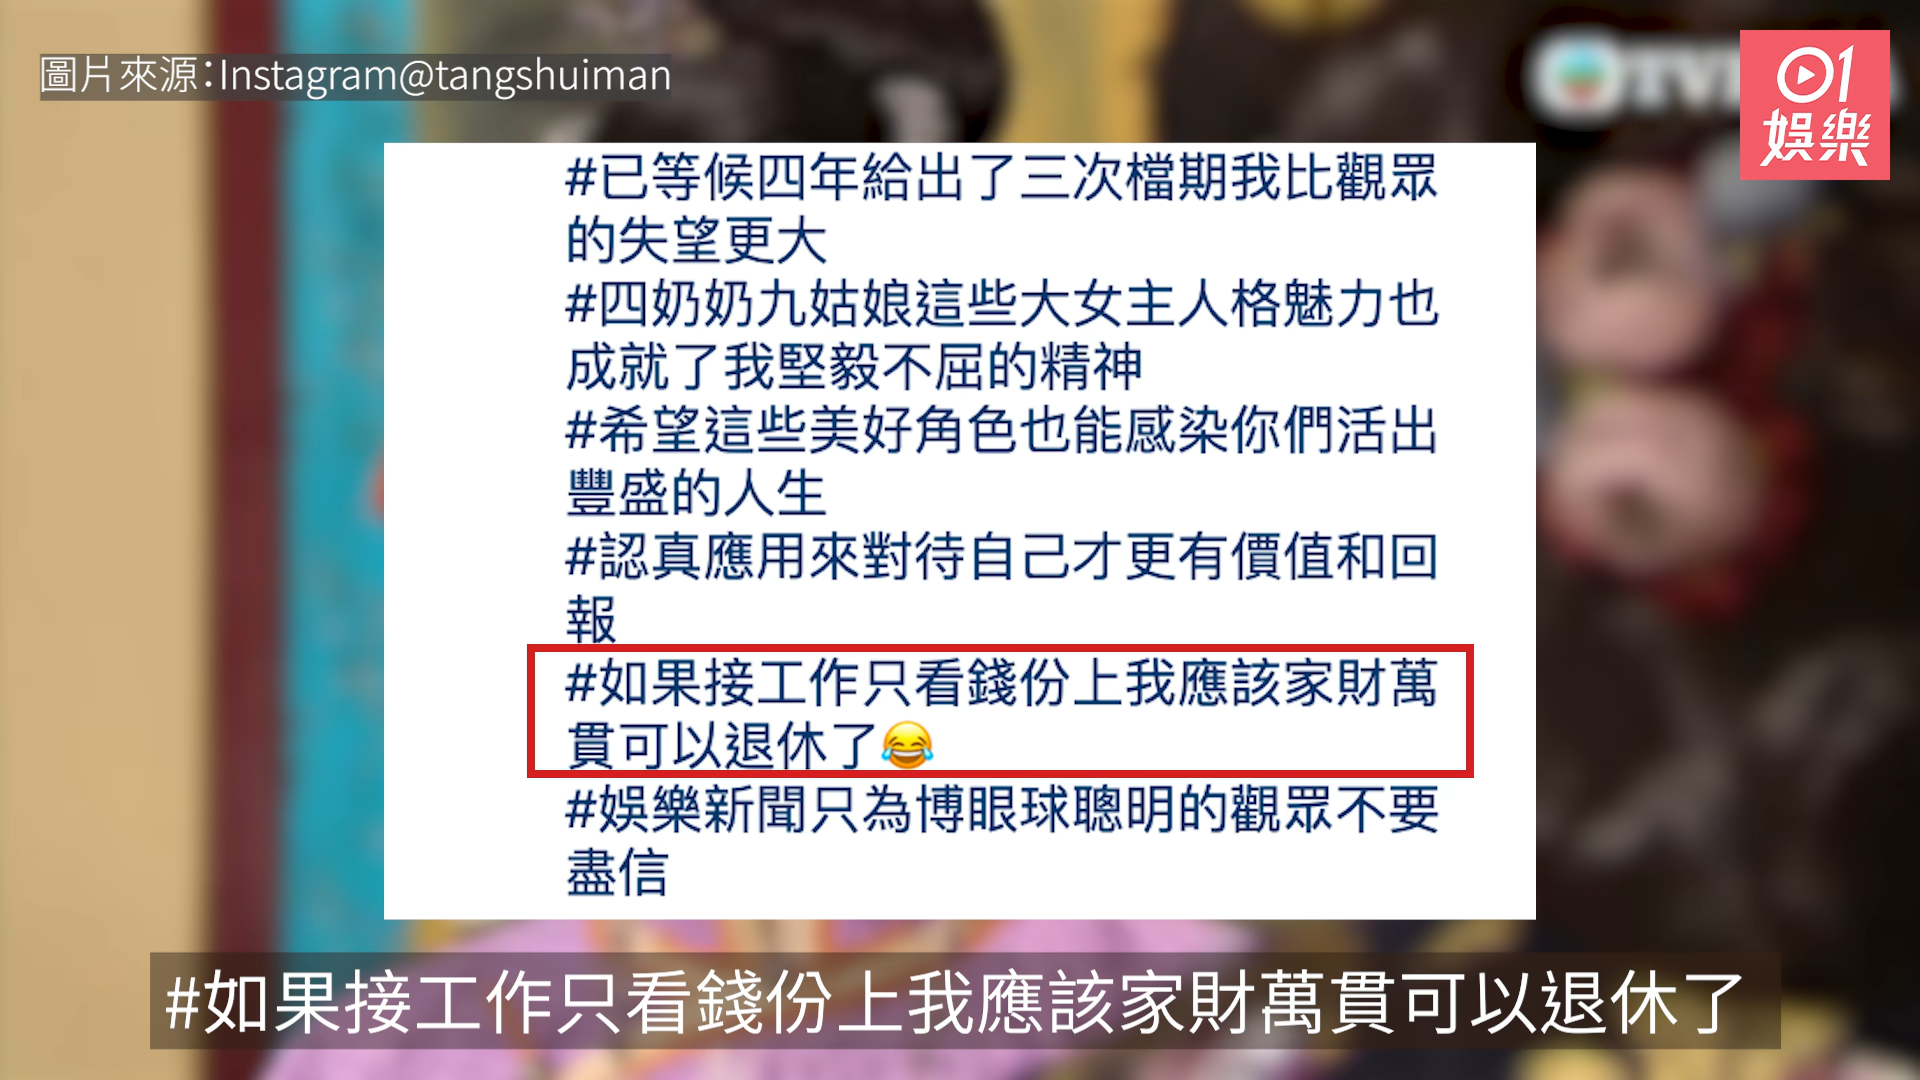 圖片來源:Instagram@tangshuiman
01
娛樂
#已等候四年給出了三次檔期我比觀眾
的失望更大
#四奶奶九姑娘這些大女主人格魅力也
成就了我堅毅不屈的精神
#希望這些美好角色也能感染你們活出
豐盛的人生
#認真應用來對待自己才更有價值和回
報
#如果接工作只看錢份上我應該家財萬
貫可以退休了😂
#娛樂新聞只為博眼球聰明的觀眾不要
盡信
#如果接工作只看錢份上我應該家財萬貫可以退休了